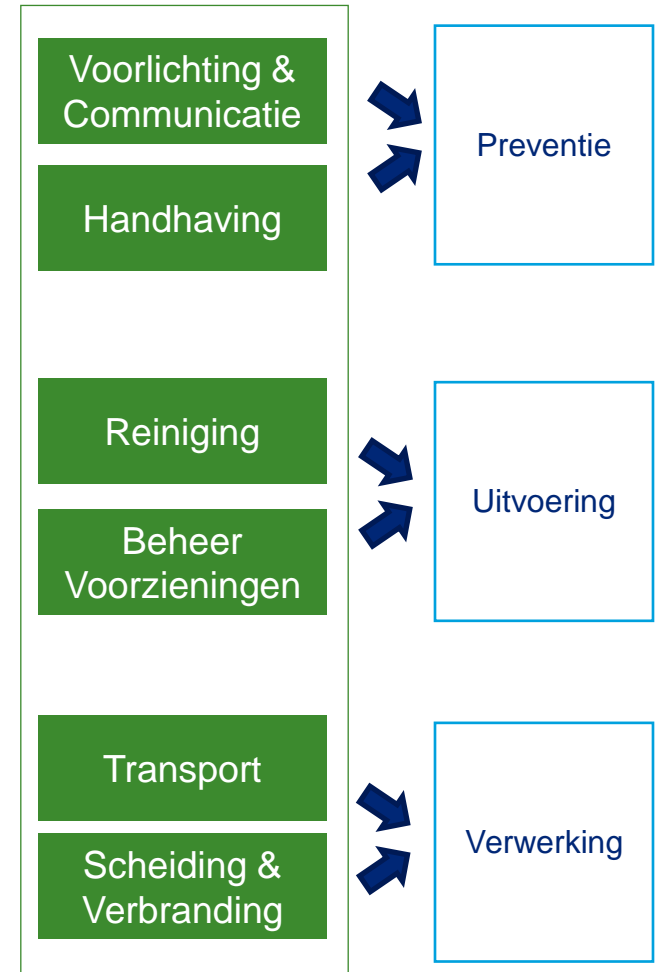 Voorlichting &
Communicatie
Handhaving
Preventie
Reiniging
Beheer
Voorzieningen
Uitvoering
Transport
Scheiding &
Verbranding
Verwerking